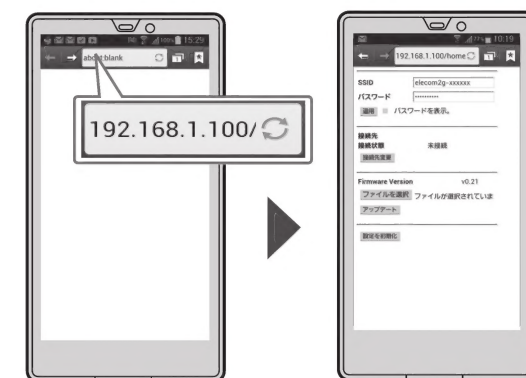 15:29
about:blank
192.168.1.100/
10:19
192.168.1.100/home
SSID elecom2g-xxxxxx
パスワード ----------
適用 パスワードを表示。
接続先
接続状態 未接続
接続先変更
Firmware Version v0.21
ファイルを選択 ファイルが選択されていま
アップデート
設定を初期化